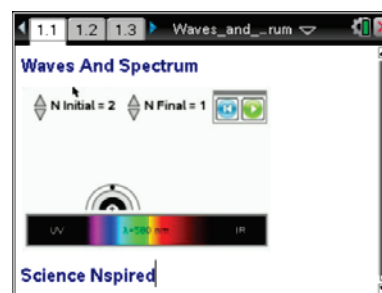 1.1 1.2 1.3 Waves_and_…rum
Waves And Spectrum
N Initial = 2 N Final = 1
UV λ=580 nm IR
Science Nspired